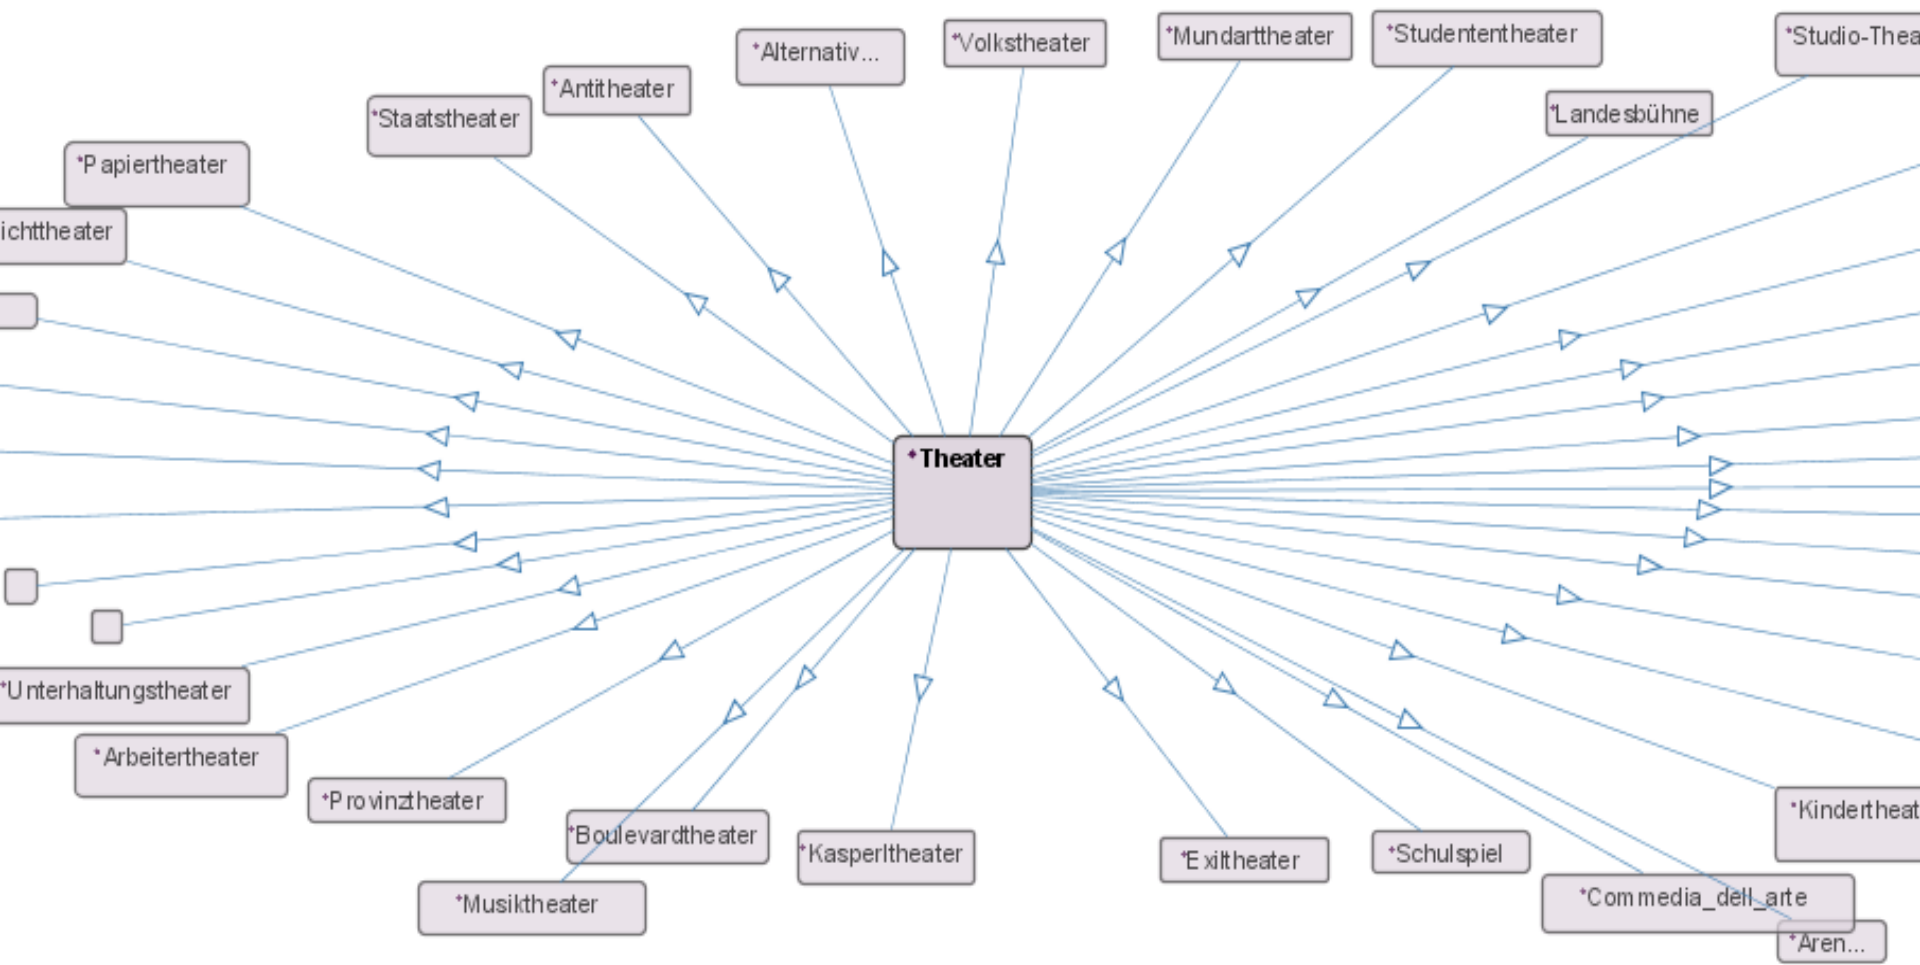 *Alternativ...
*Volkstheater
*Mundarttheater
*Studententheater
*Studio-Thea
*Antitheater
*Staatstheater
*Landesbühne
*Papiertheater
ichttheater
*Theater
*Unterhaltungstheater
*Arbeitertheater
*Provinztheater
*Boulevardtheater
*Kasperltheater
*Exiltheater
*Schulspiel
*Kindertheat
*Musiktheater
*Commedia_dell_arte
*Aren...